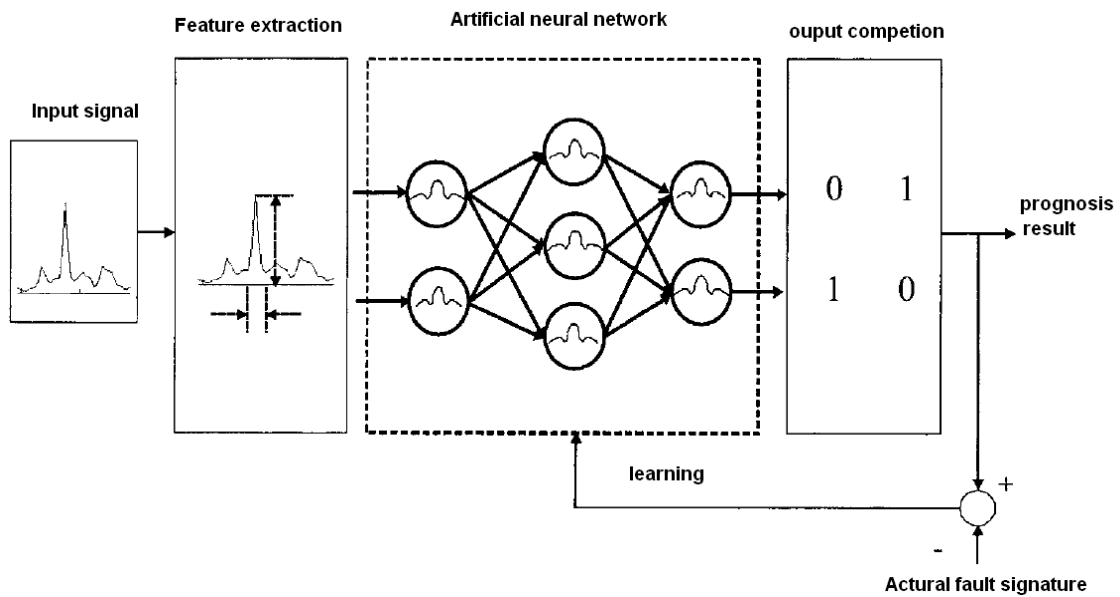 Feature extraction
Artificial neural network
ouput competion
Input signal
0 1
1 0
prognosis
result
learning
+
-
Actural fault signature